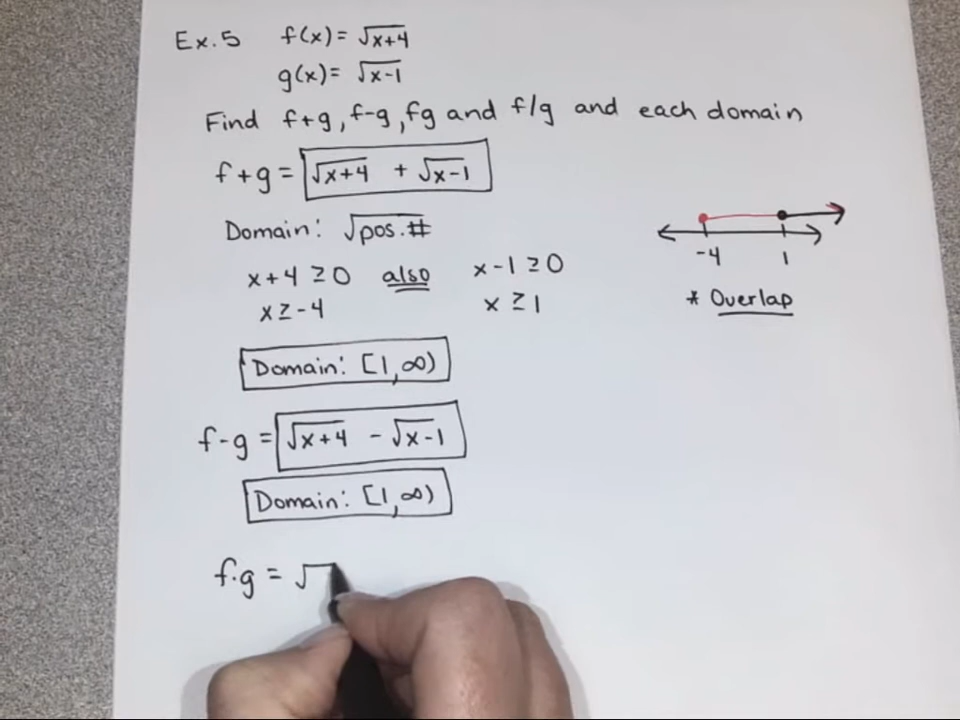 Ex.5 f(x) = √x+4
g(x) = √x-1
Find f+g, f-g, fg and f/g and each domain
f+g = √x+4 + √x-1
Domain: √pos.#
x+4 ≥ 0 also x-1 ≥ 0
x ≥ -4 x ≥ 1
-4 1
* Overlap
Domain: [1, ∞)
f-g = √x+4 - √x-1
Domain: [1, ∞)
f·g = √